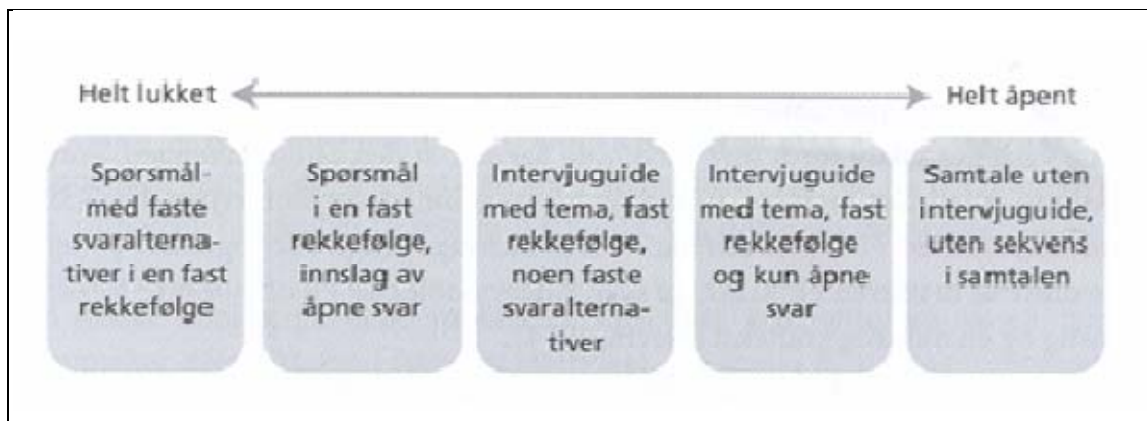 Helt lukket
Helt åpent
Spørsmål-
med faste
svaralterna-
tiver i en fast
rekkefølge
Spørsmål
i en fast
rekkefølge,
innslag av
åpne svar
Intervjuguide
med tema, fast
rekkefølge,
noen faste
svaralterna-
tiver
Intervjuguide
med tema, fast
rekkefølge
og kun åpne
svar
Samtale uten
intervjuguide,
uten sekvens
i samtalen